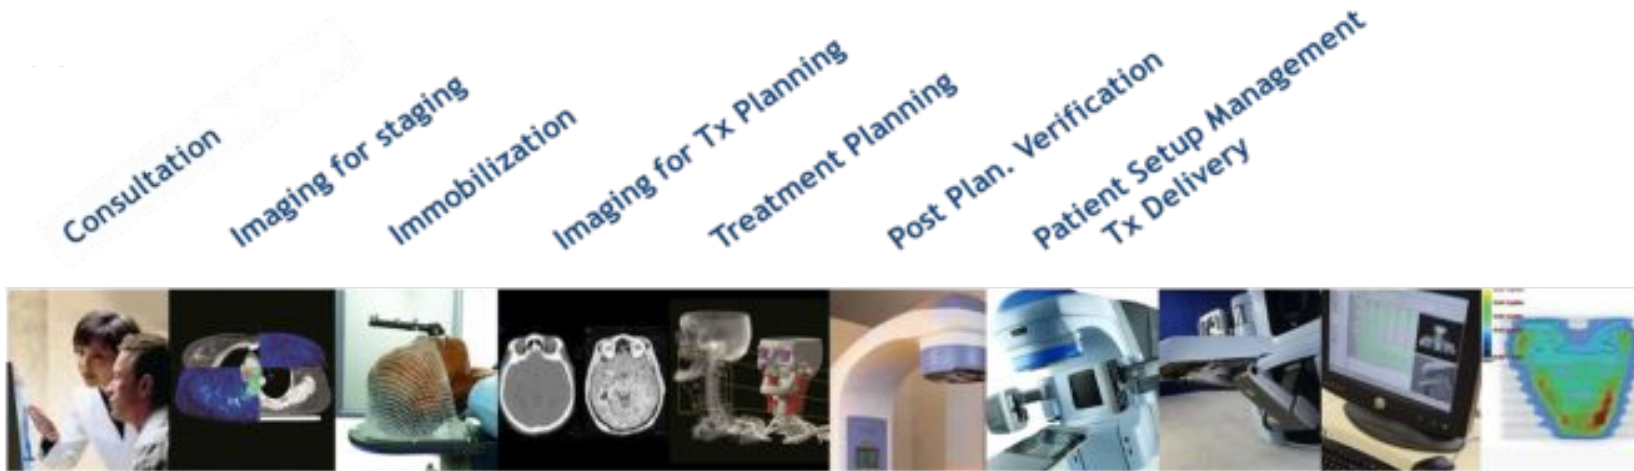 Consultation
Imaging for staging
Immobilization
Imaging for Tx Planning
Treatment Planning
Post Plan. Verification
Patient Setup Management
Tx Delivery